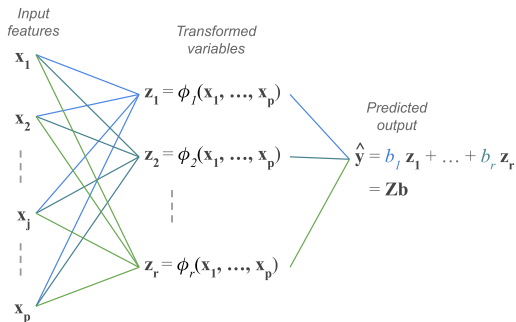 Input
features
Transformed
variables
x₁
z₁ = ϕ₁(x₁, …, xₚ)
x₂
Predicted
output
z₂ = ϕ₂(x₁, …, xₚ)
ŷ = b₁ z₁ + … + bᵣ zᵣ
= Zb
xⱼ
zᵣ = ϕᵣ(x₁, …, xₚ)
xₚ